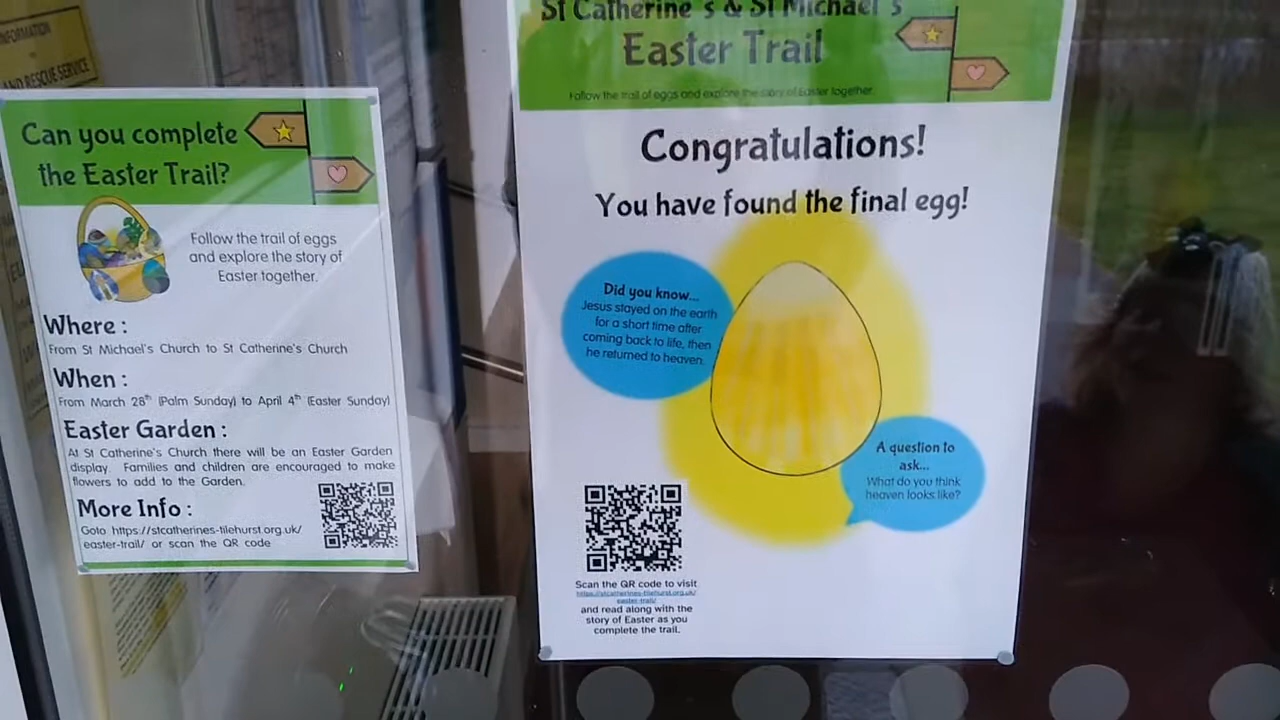 INFORMATION
AND RESCUE SERVICE
Can you complete
the Easter Trail?
Follow the trail of eggs
and explore the story of
Easter together.
Where :
From St Michael's Church to St Catherine's Church
When :
From March 28th (Palm Sunday) to April 4th (Easter Sunday)
Easter Garden :
At St Catherine's Church there will be an Easter Garden
display. Families and children are encouraged to make
flowers to add to the Garden.
More Info :
Goto https://stcatherines-tilehurst.org.uk/
easter-trail/ or scan the QR code
St Catherine's & St Michael's
Easter Trail
Follow the trail of eggs and explore the story of Easter together.
Congratulations!
You have found the final egg!
Did you know...
Jesus stayed on the earth
for a short time after
coming back to life, then
he returned to heaven.
A question to
ask...
What do you think
heaven looks like?
Scan the QR code to visit
https://stcatherines-tilehurst.org.uk/
easter-trail/
and read along with the
story of Easter as you
complete the trail.